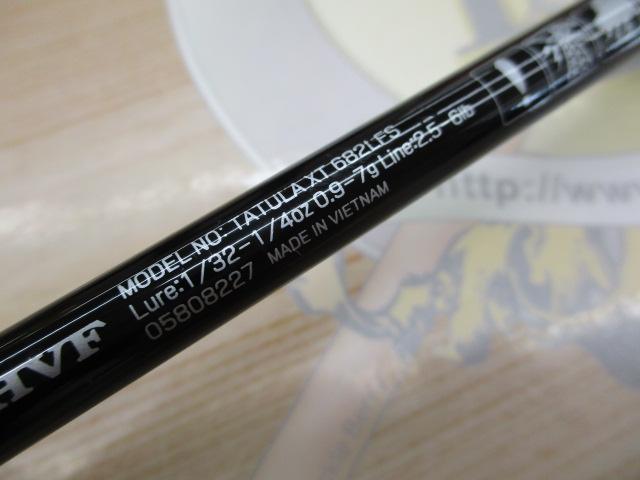 MODEL NO: TATULA XT 682LFS
Lure:1/32-1/4oz 0.9-7g Line:2.5-6lb
05808227 MADE IN VIETNAM
HVF
http://www